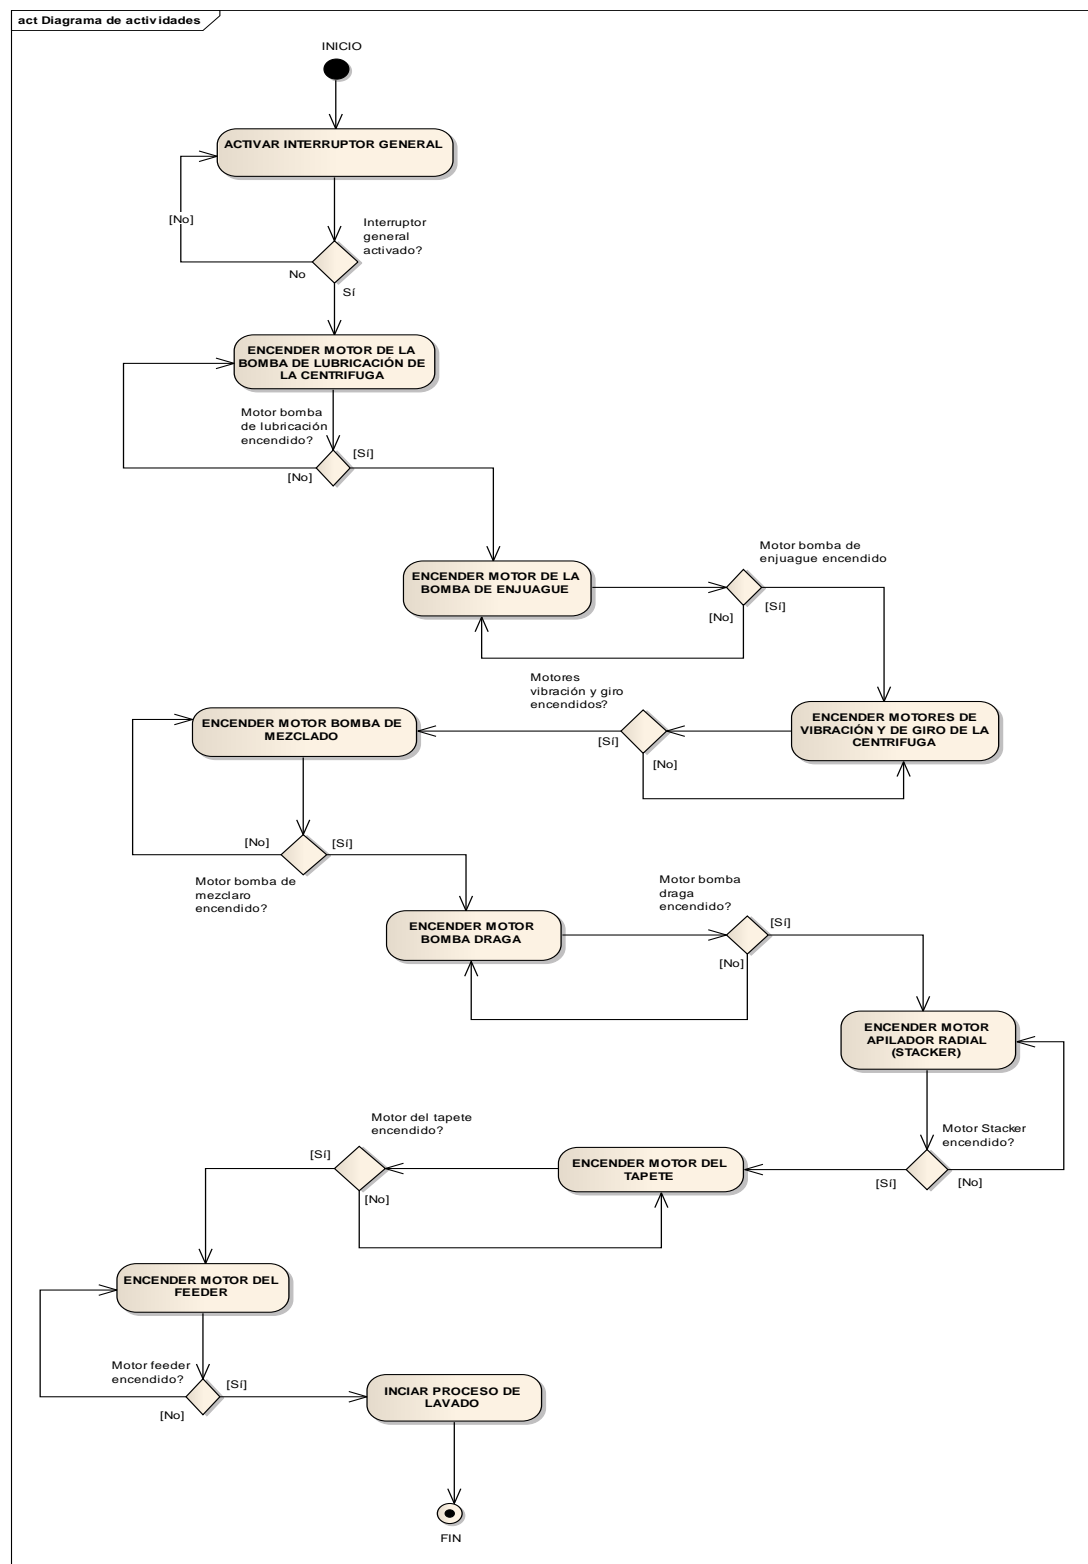 act Diagrama de actividades
INICIO
ACTIVAR INTERRUPTOR GENERAL
[No]
Interruptor
general
activado?
No
Sí
ENCENDER MOTOR DE LA
BOMBA DE LUBRICACIÓN DE
LA CENTRIFUGA
Motor bomba
de lubricación
encendido?
[Sí]
[No]
Motor bomba de
enjuague encendido
ENCENDER MOTOR DE LA
BOMBA DE ENJUAGUE
[No]
[Sí]
Motores
vibración y giro
encendidos?
ENCENDER MOTOR BOMBA DE
MEZCLADO
ENCENDER MOTORES DE
VIBRACIÓN Y DE GIRO DE LA
CENTRIFUGA
[Sí]
[No]
[No]
[Sí]
Motor bomba de
mezclaro
encendido?
Motor bomba
draga
encendido?
ENCENDER MOTOR
BOMBA DRAGA
[Sí]
[No]
ENCENDER MOTOR
APILADOR RADIAL
(STACKER)
Motor Stacker
encendido?
[Sí]
[No]
Motor del tapete
encendido?
ENCENDER MOTOR DEL
TAPETE
[Sí]
[No]
ENCENDER MOTOR DEL
FEEDER
Motor feeder
encendido?
[Sí]
[No]
INCIAR PROCESO DE
LAVADO
FIN